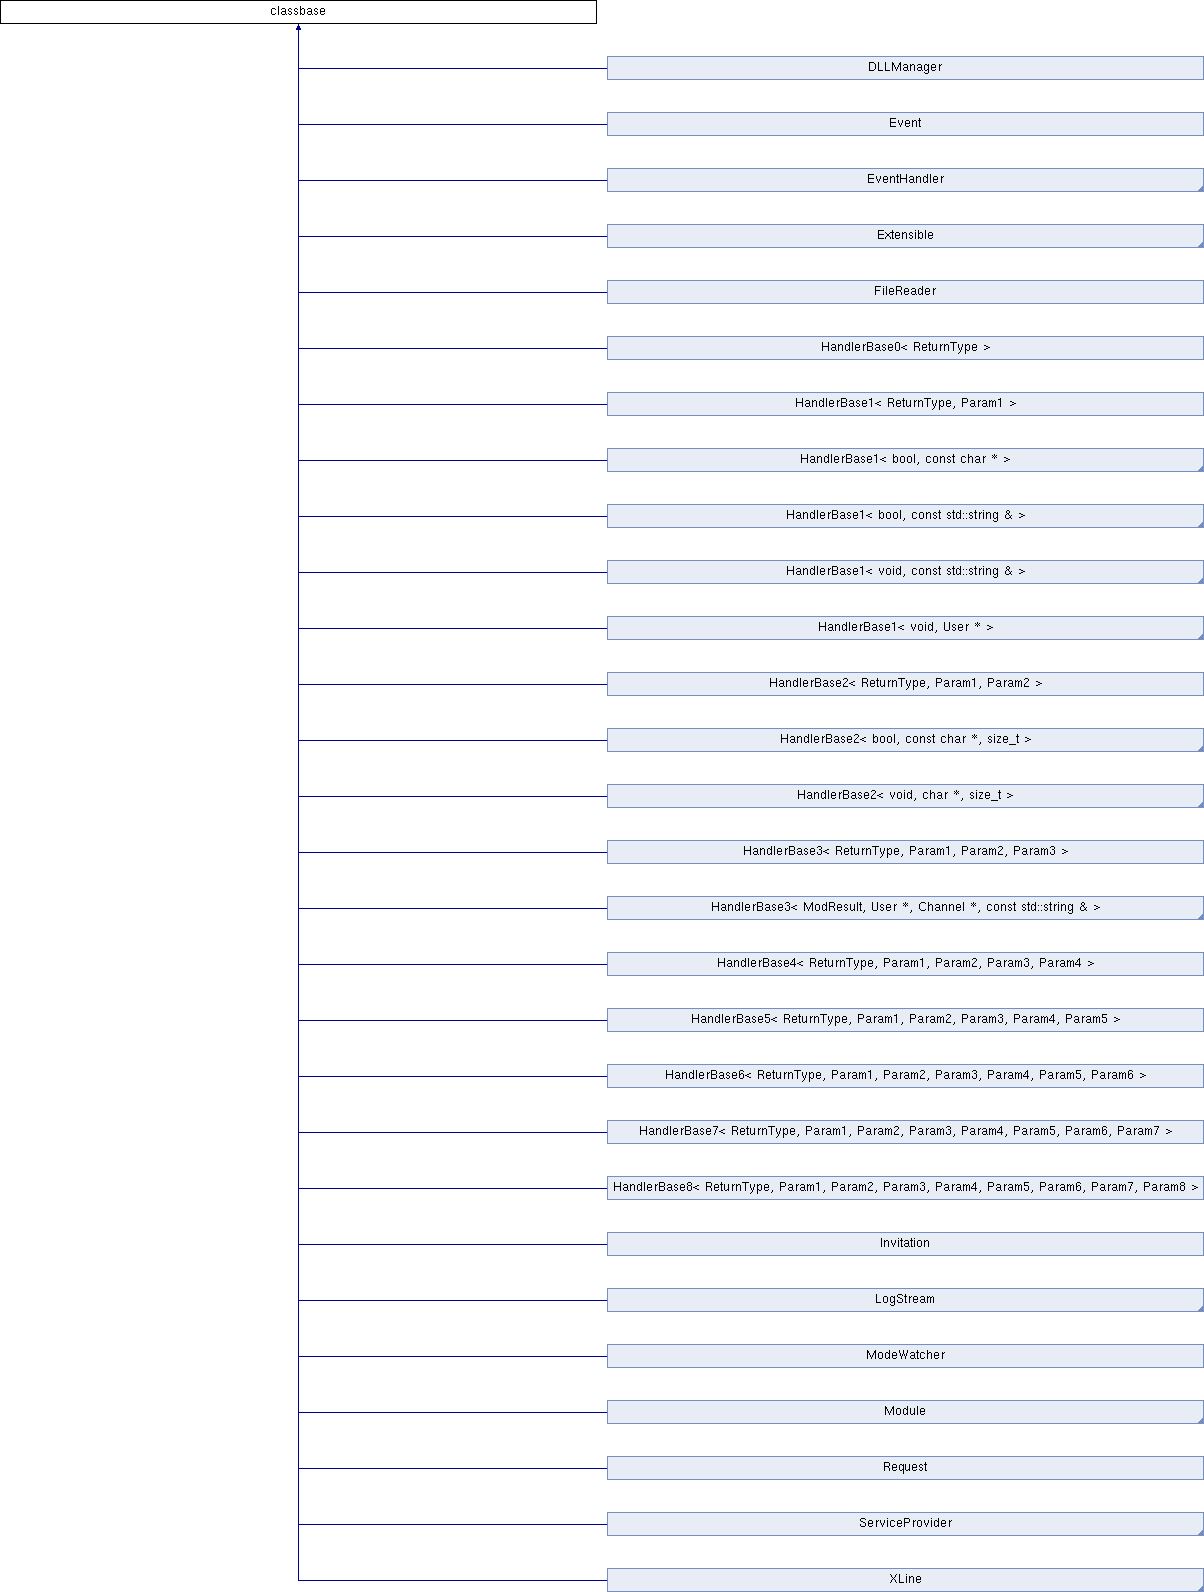 classbase
DLLManager
Event
EventHandler
Extensible
FileReader
HandlerBase0< ReturnType >
HandlerBase1< ReturnType, Param1 >
HandlerBase1< bool, const char * >
HandlerBase1< bool, const std::string & >
HandlerBase1< void, const std::string & >
HandlerBase1< void, User * >
HandlerBase2< ReturnType, Param1, Param2 >
HandlerBase2< bool, const char *, size_t >
HandlerBase2< void, char *, size_t >
HandlerBase3< ReturnType, Param1, Param2, Param3 >
HandlerBase3< ModResult, User *, Channel *, const std::string & >
HandlerBase4< ReturnType, Param1, Param2, Param3, Param4 >
HandlerBase5< ReturnType, Param1, Param2, Param3, Param4, Param5 >
HandlerBase6< ReturnType, Param1, Param2, Param3, Param4, Param5, Param6 >
HandlerBase7< ReturnType, Param1, Param2, Param3, Param4, Param5, Param6, Param7 >
HandlerBase8< ReturnType, Param1, Param2, Param3, Param4, Param5, Param6, Param7, Param8 >
Invitation
LogStream
ModeWatcher
Module
Request
ServiceProvider
XLine